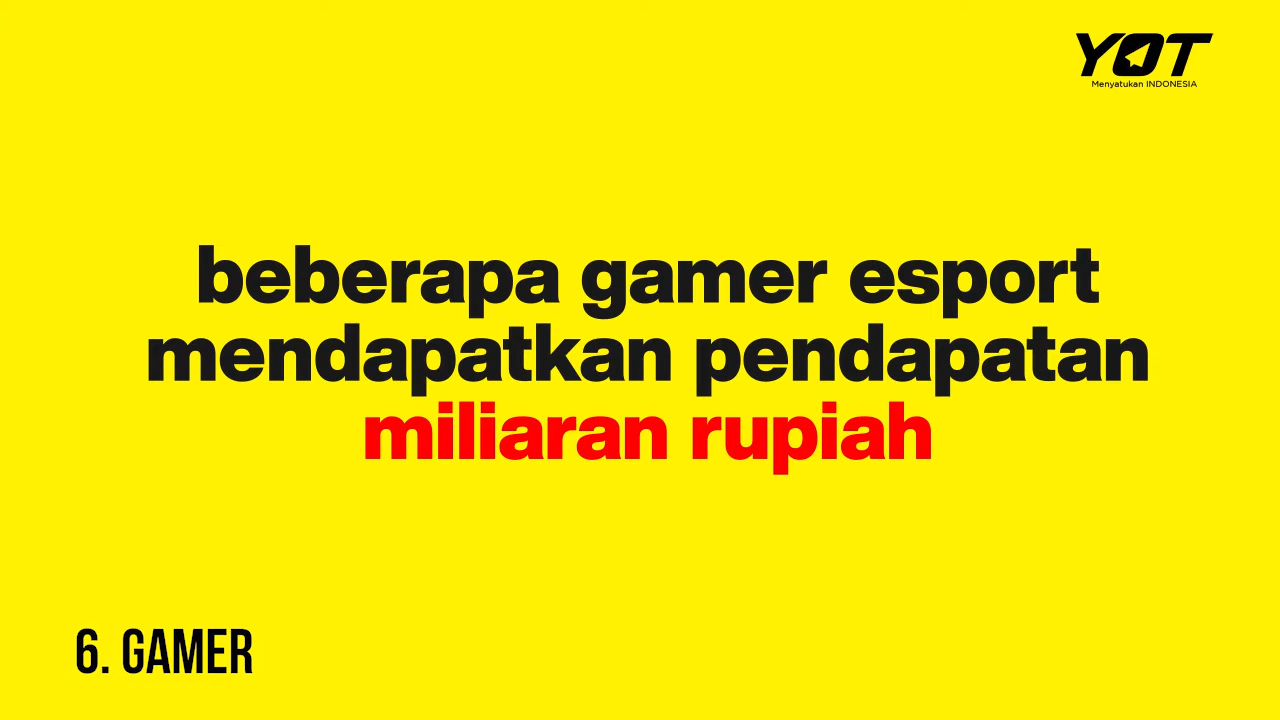 YOT
Menyatukan INDONESIA
beberapa gamer esport
mendapatkan pendapatan
miliaran rupiah
6. GAMER